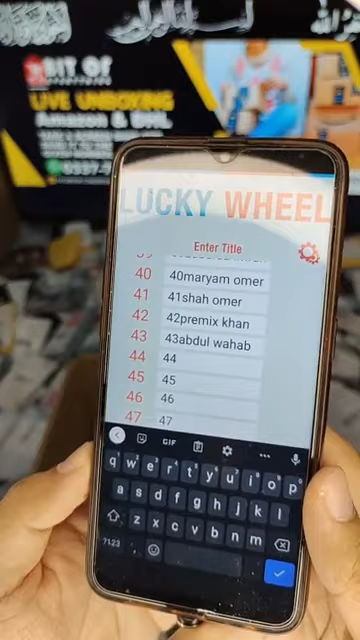 BIT OF
LIVE UNBOXING
Amazon & DHL
LUCKY WHEEL
Enter Title
39
40 40maryam omer
41 41shah omer
42 42premix khan
43 43abdul wahab
44 44
45 45
46 46
47 47
GIF
q w e r t y u i o p
a s d f g h j k l
z x c v b n m
?123